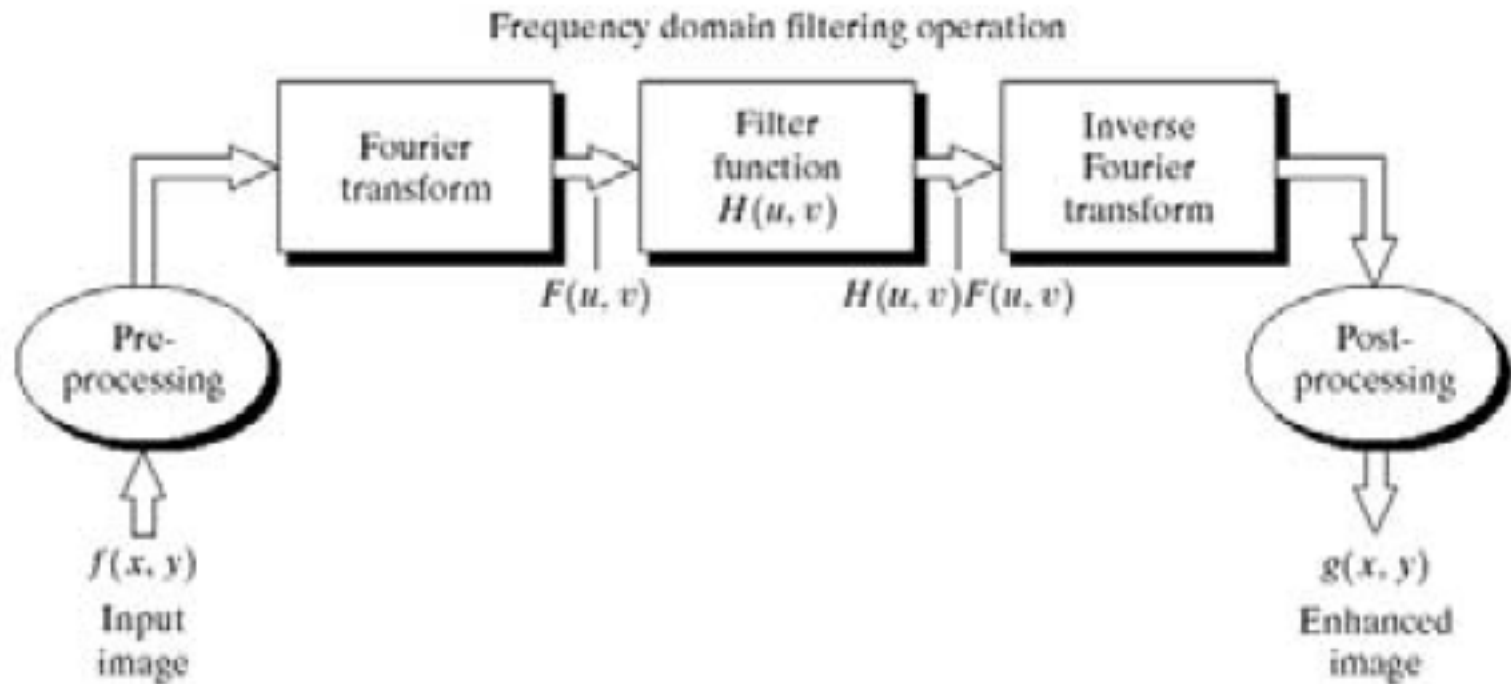 Frequency domain filtering operation
Fourier
transform
Filter
function
H(u, v)
Inverse
Fourier
transform
F(u, v)
H(u, v)F(u, v)
Pre-
processing
Post-
processing
f(x, y)
Input
image
g(x, y)
Enhanced
image